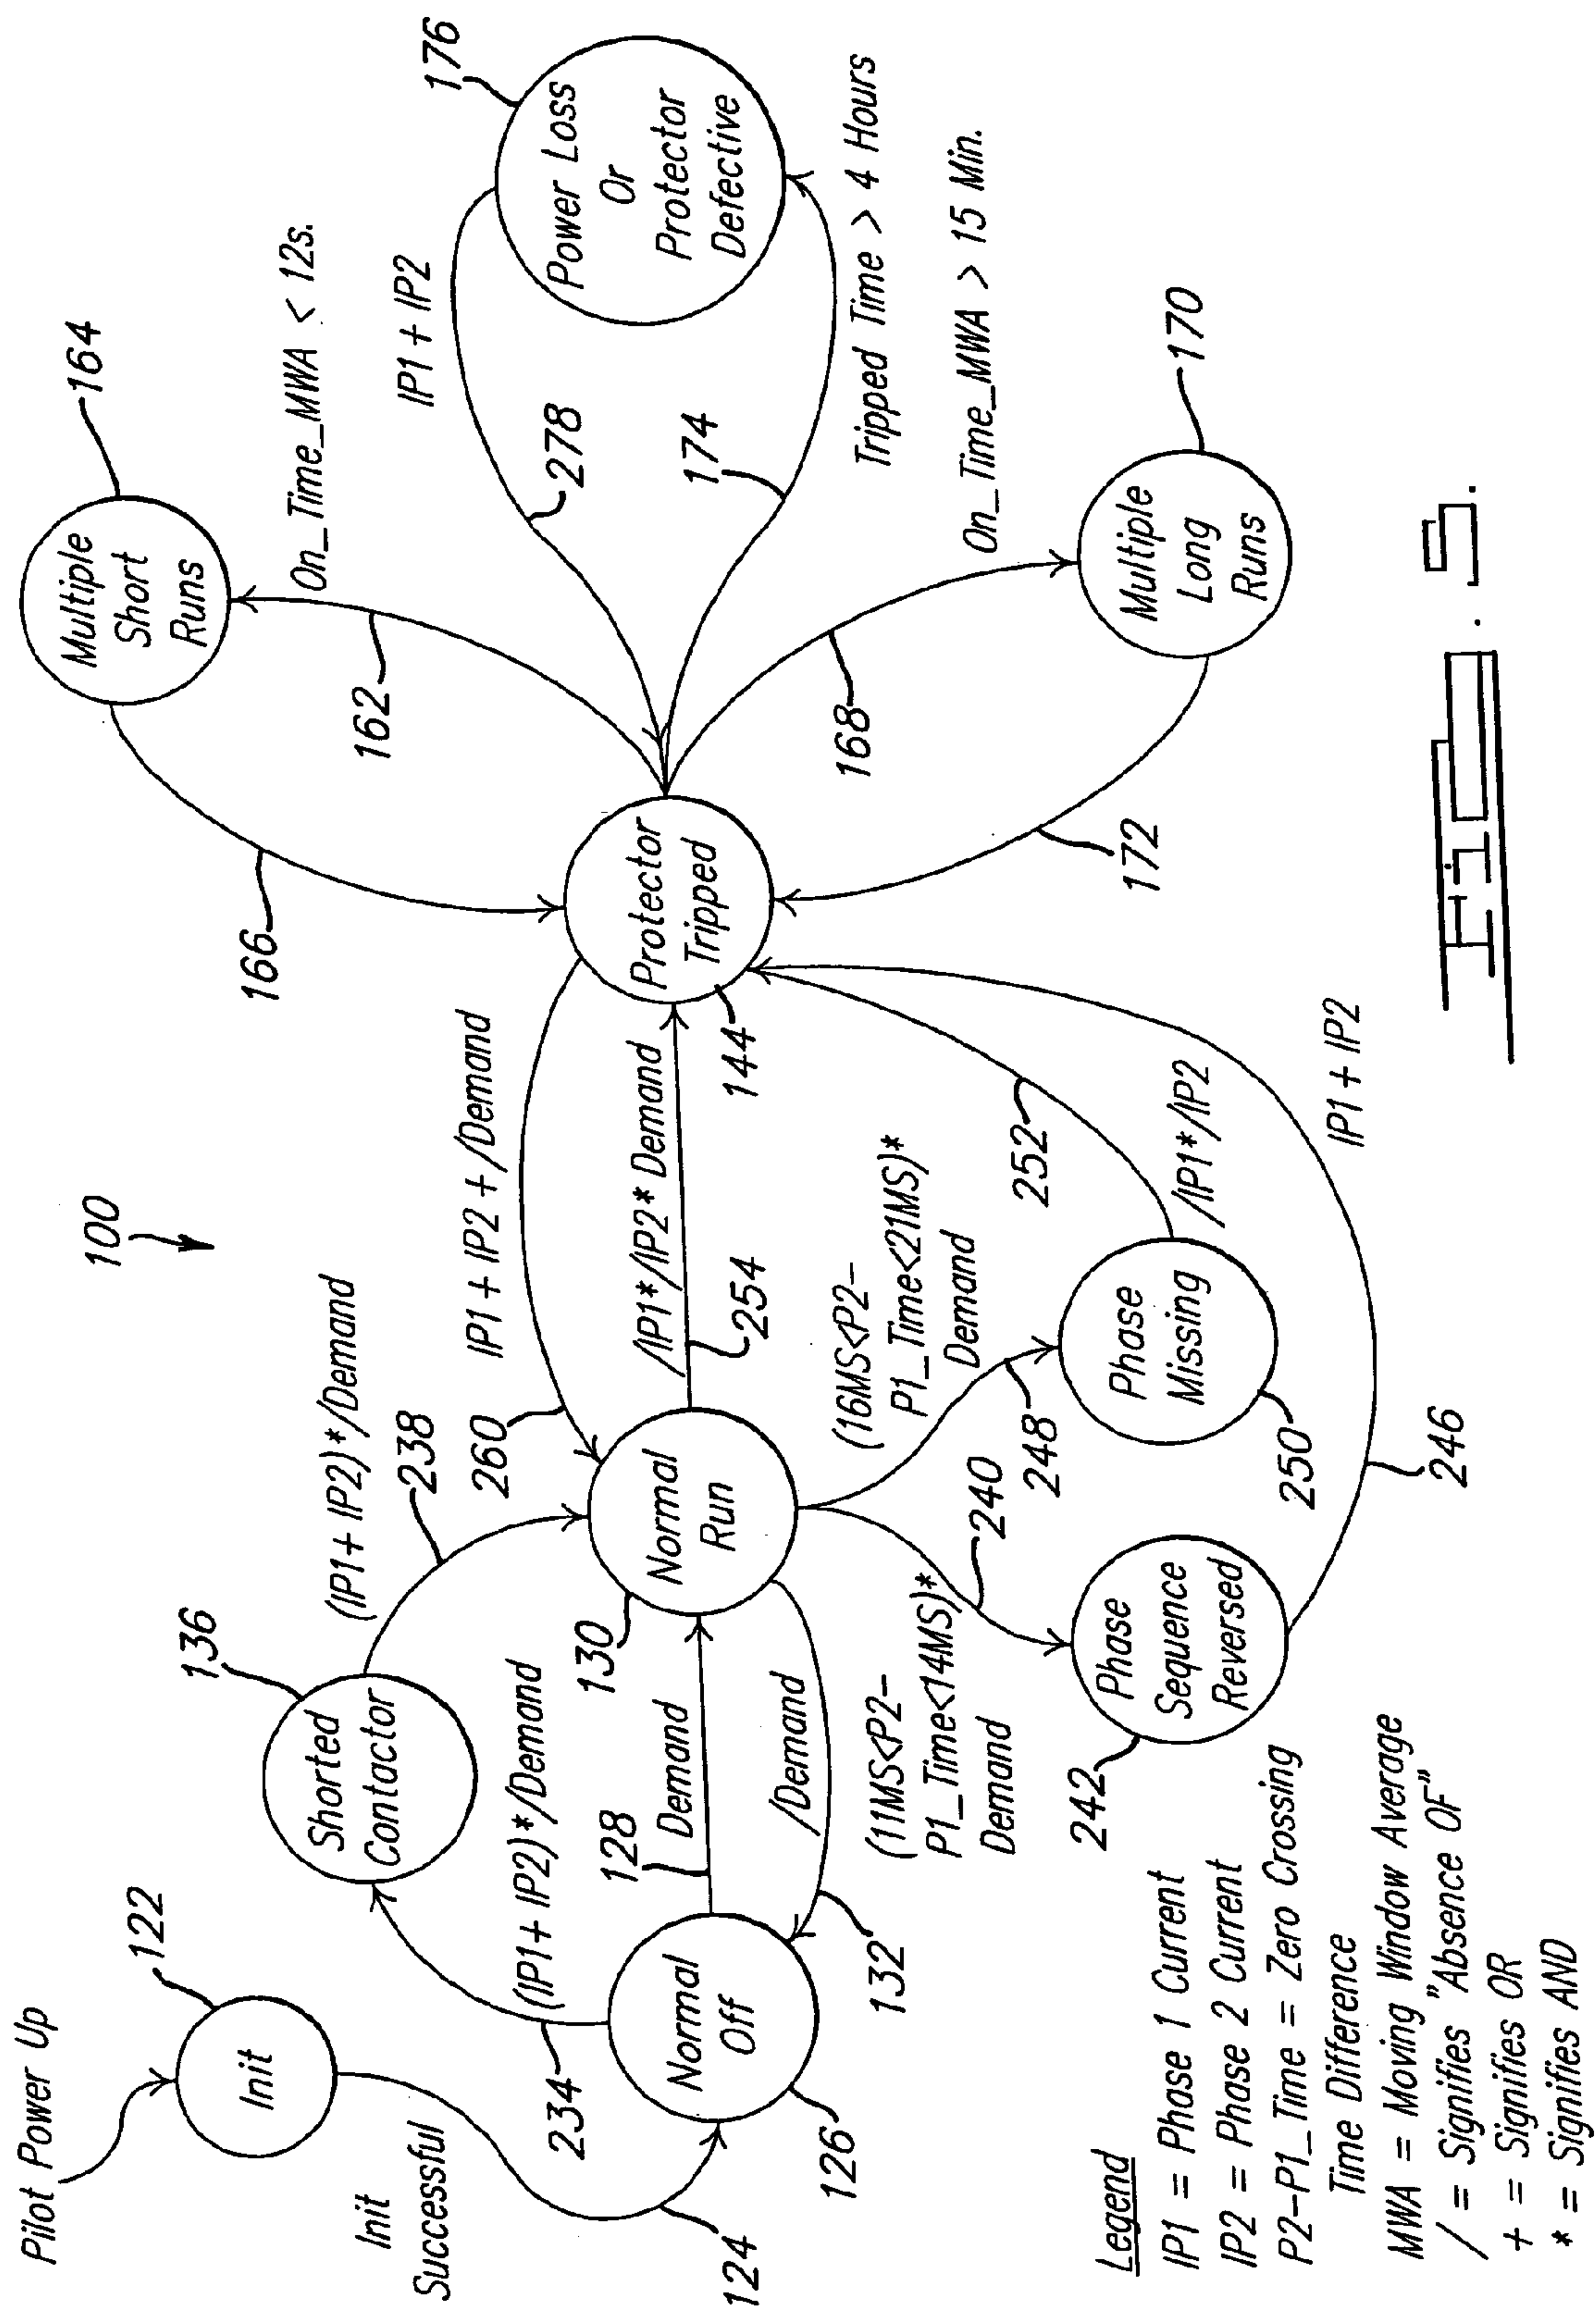 100
Pilot Power Up
122
Init
Init
Successful
124
136
Shorted
Contactor
(IP1+ IP2)*/Demand
238
234
(IP1+ IP2)*/Demand
Normal
Off
126
128
Demand
/Demand
132
130
Normal
Run
260
IP1 + IP2 + /Demand
/IP1*/IP2* Demand
254
(11MS<P2-
P1_Time<14MS)*
Demand
240
242
Phase
Sequence
Reversed
(16MS<P2-
P1_Time<21MS)*
Demand
248
250
Phase
Missing
252
/IP1*/IP2
246
IP1 + IP2
144
Protector
Tripped
166
162
164
Multiple
Short
Runs
On_Time_MWA < 12s.
IP1 + IP2
278
176
Power Loss
Or
Protector
Defective
174
Tripped Time > 4 Hours
On_Time_MWA > 15 Min.
168
170
Multiple
Long
Runs
172
Legend
IP1 = Phase 1 Current
IP2 = Phase 2 Current
P2-P1_Time = Zero Crossing
Time Difference
MWA = Moving Window Average
/ = Signifies "Absence OF"
+ = Signifies OR
* = Signifies AND
Fig. 5.